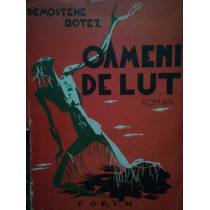 DEMOSTENE
BOTEZ
OAMENI
DE LUT
ROMAN
FORUM